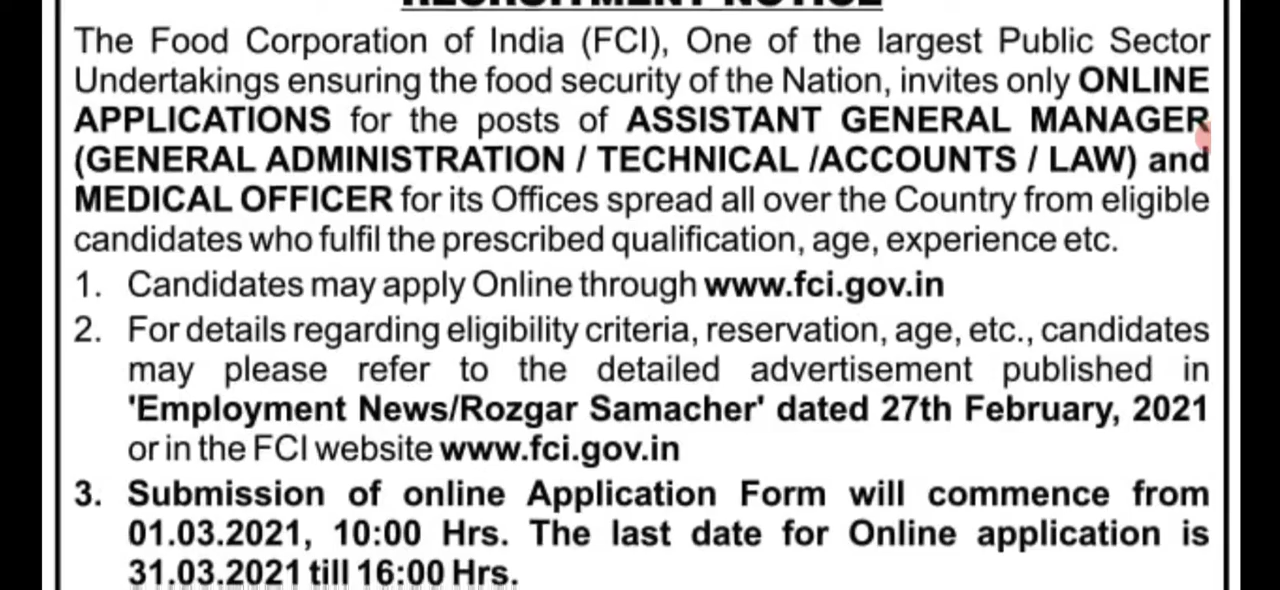 RECRUITMENT NOTICE
The Food Corporation of India (FCI), One of the largest Public Sector
Undertakings ensuring the food security of the Nation, invites only ONLINE
APPLICATIONS for the posts of ASSISTANT GENERAL MANAGER
(GENERAL ADMINISTRATION / TECHNICAL /ACCOUNTS / LAW) and
MEDICAL OFFICER for its Offices spread all over the Country from eligible
candidates who fulfil the prescribed qualification, age, experience etc.
1. Candidates may apply Online through www.fci.gov.in
2. For details regarding eligibility criteria, reservation, age, etc., candidates
may please refer to the detailed advertisement published in
'Employment News/Rozgar Samacher' dated 27th February, 2021
or in the FCI website www.fci.gov.in
3. Submission of online Application Form will commence from
01.03.2021, 10:00 Hrs. The last date for Online application is
31.03.2021 till 16:00 Hrs.